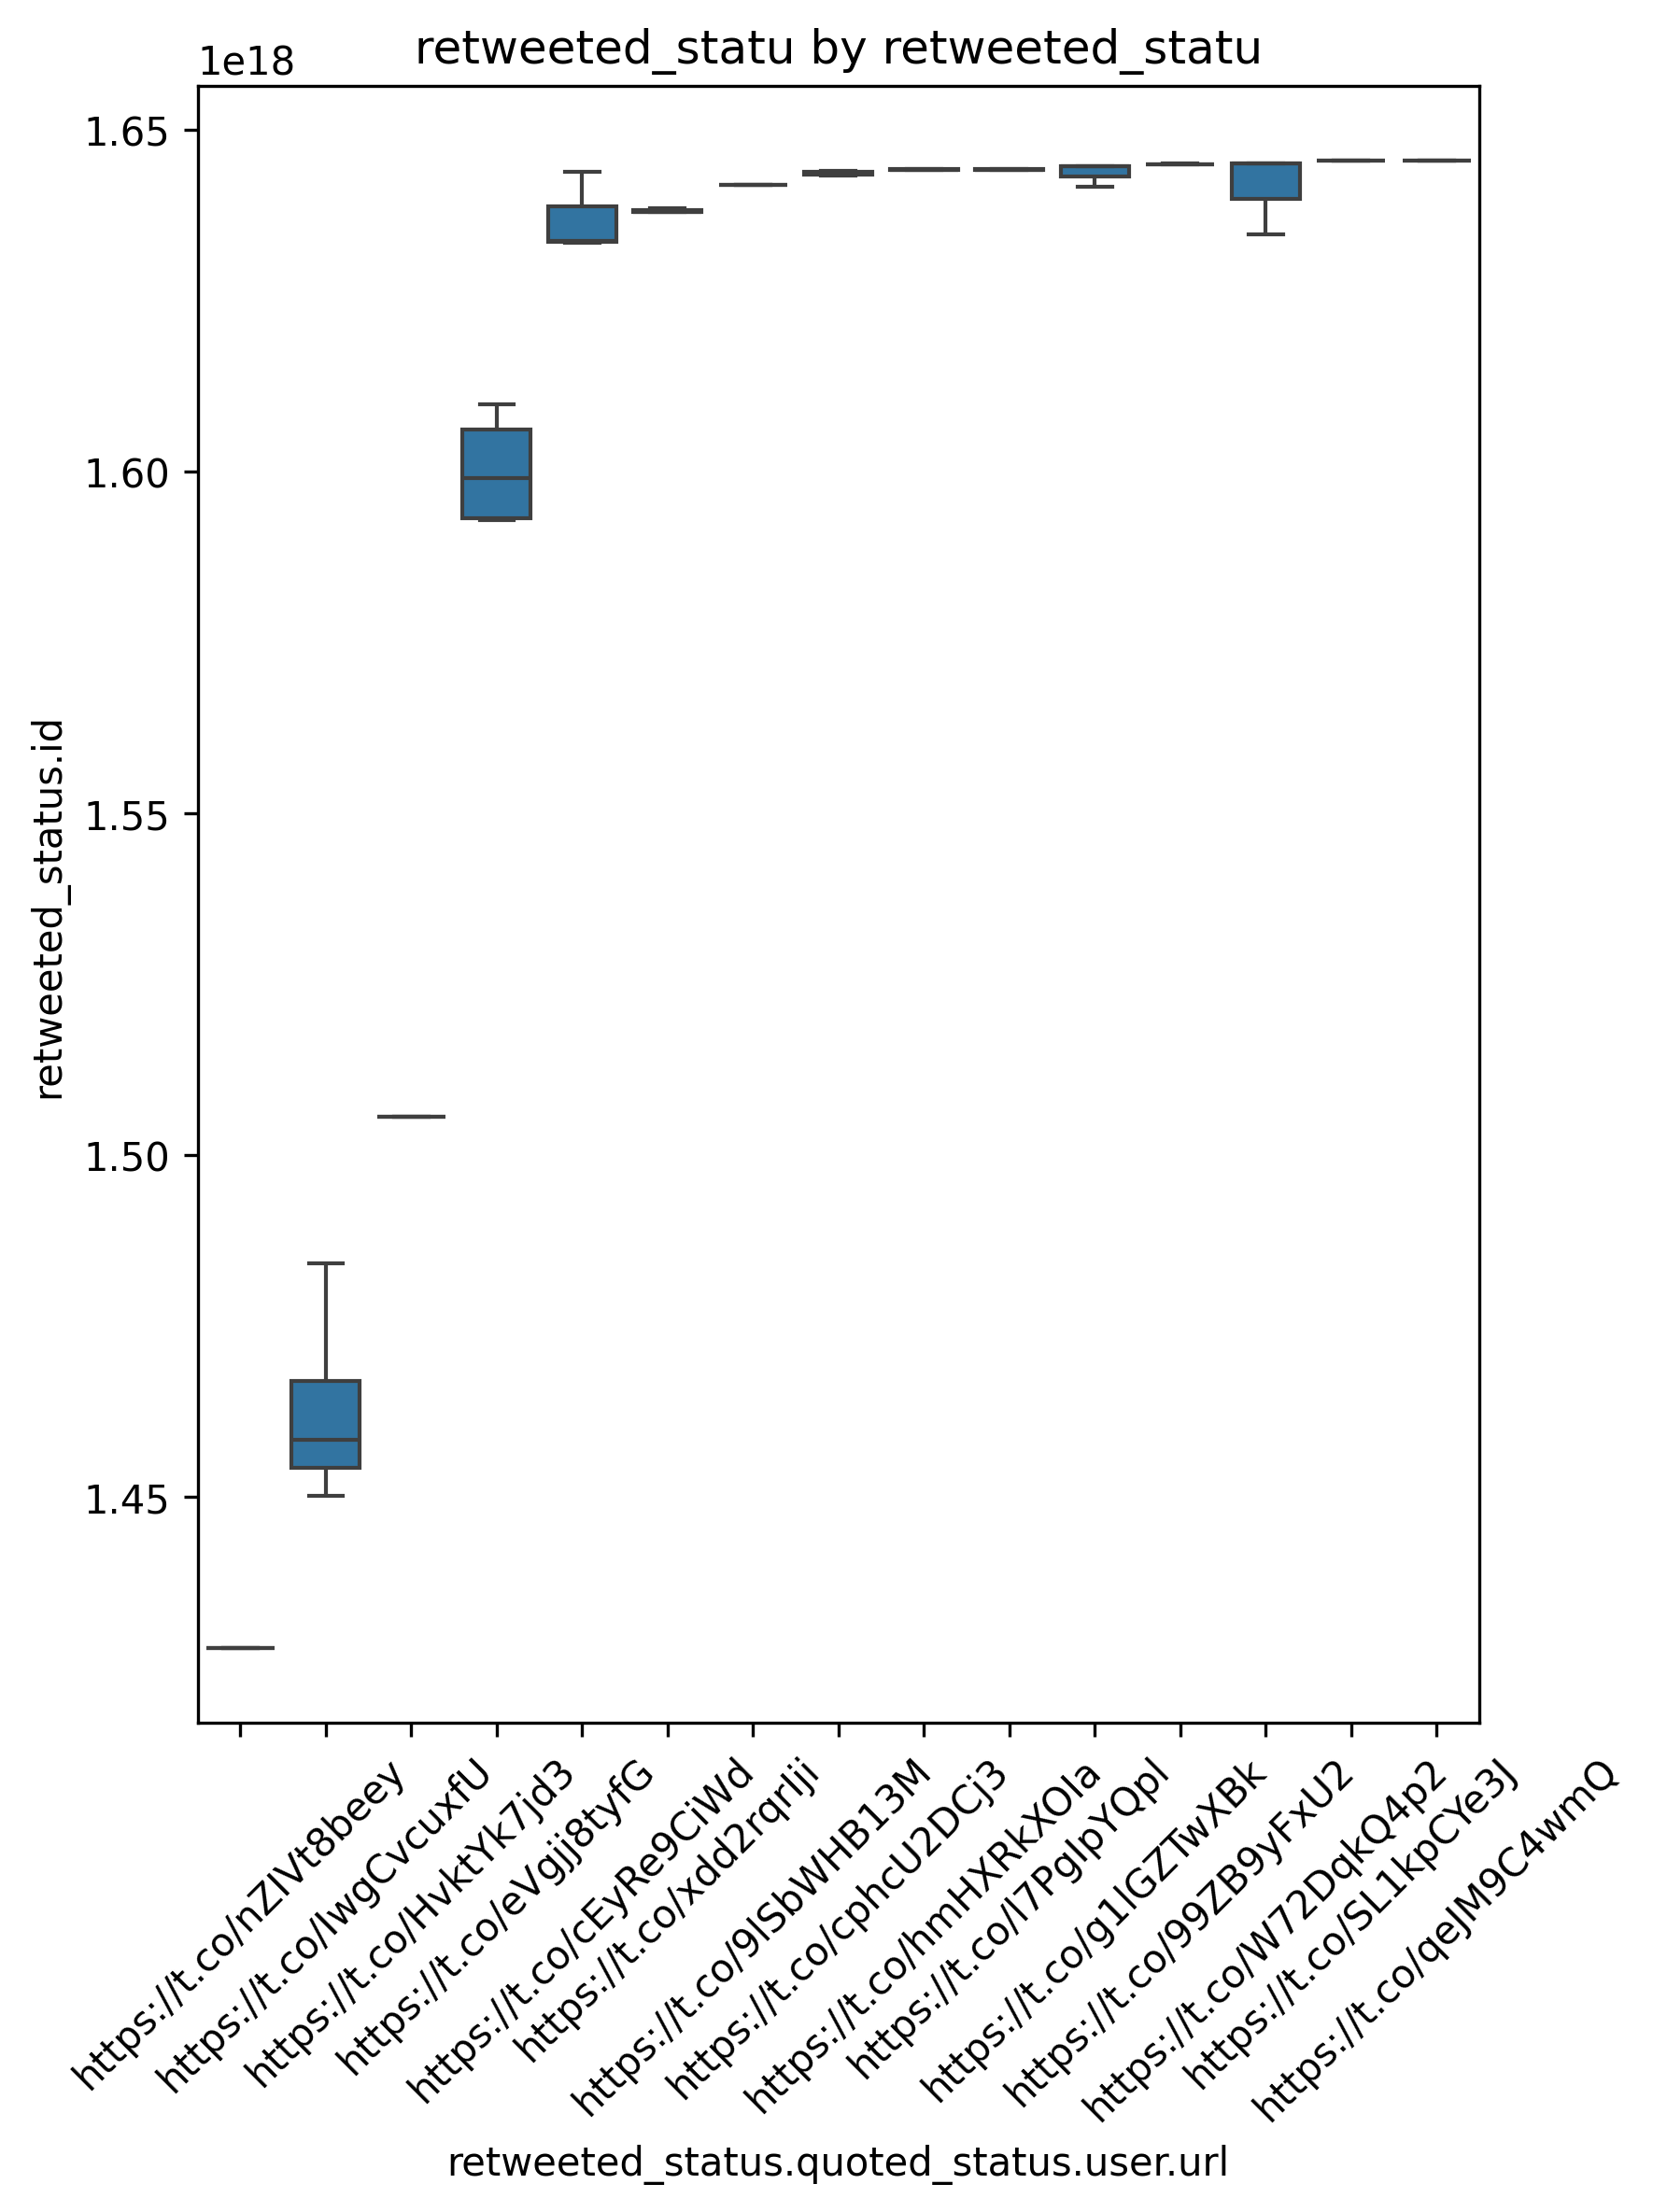 retweeted_statu by retweeted_statu
1e18
1.65
1.60
1.55
1.50
1.45
retweeted_status.id
https://t.co/nZIVt8beey
https://t.co/lwgCvcuxfU
https://t.co/HvktYk7jd3
https://t.co/eVgjj8tyfG
https://t.co/cEyRe9CiWd
https://t.co/xdd2rqrlji
https://t.co/9lSbWHB13M
https://t.co/cphcU2DCj3
https://t.co/hmHXRkXOla
https://t.co/l7PglpYQpl
https://t.co/g1lGZTwXBk
https://t.co/99ZB9yFxU2
https://t.co/W72DqkQ4p2
https://t.co/SL1kpCYe3J
https://t.co/qeJM9C4wmQ
retweeted_status.quoted_status.user.url